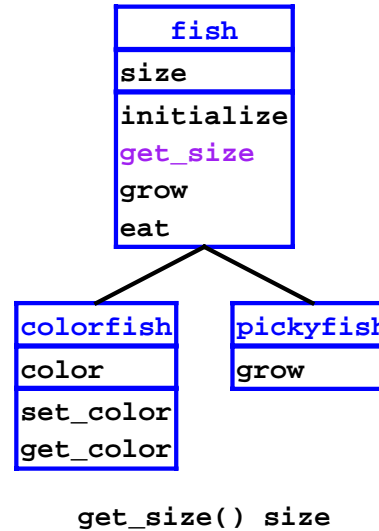 fish
size
initialize
get_size
grow
eat
colorfish
color
set_color
get_color
pickyfish
grow
get_size() size